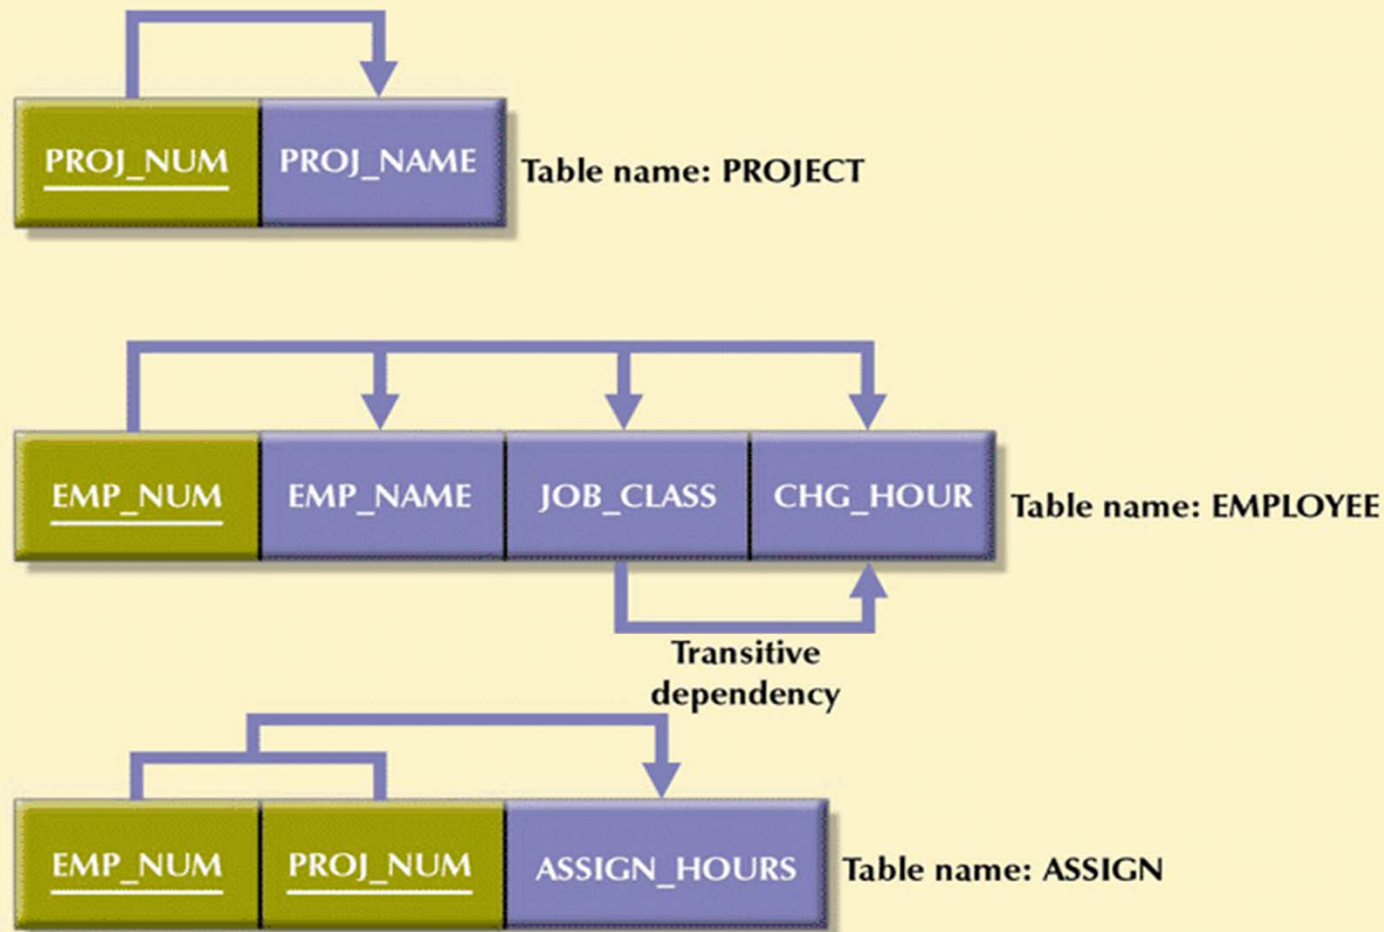 PROJ_NUM PROJ_NAME Table name: PROJECT
EMP_NUM EMP_NAME JOB_CLASS CHG_HOUR Table name: EMPLOYEE
Transitive
dependency
EMP_NUM PROJ_NUM ASSIGN_HOURS Table name: ASSIGN